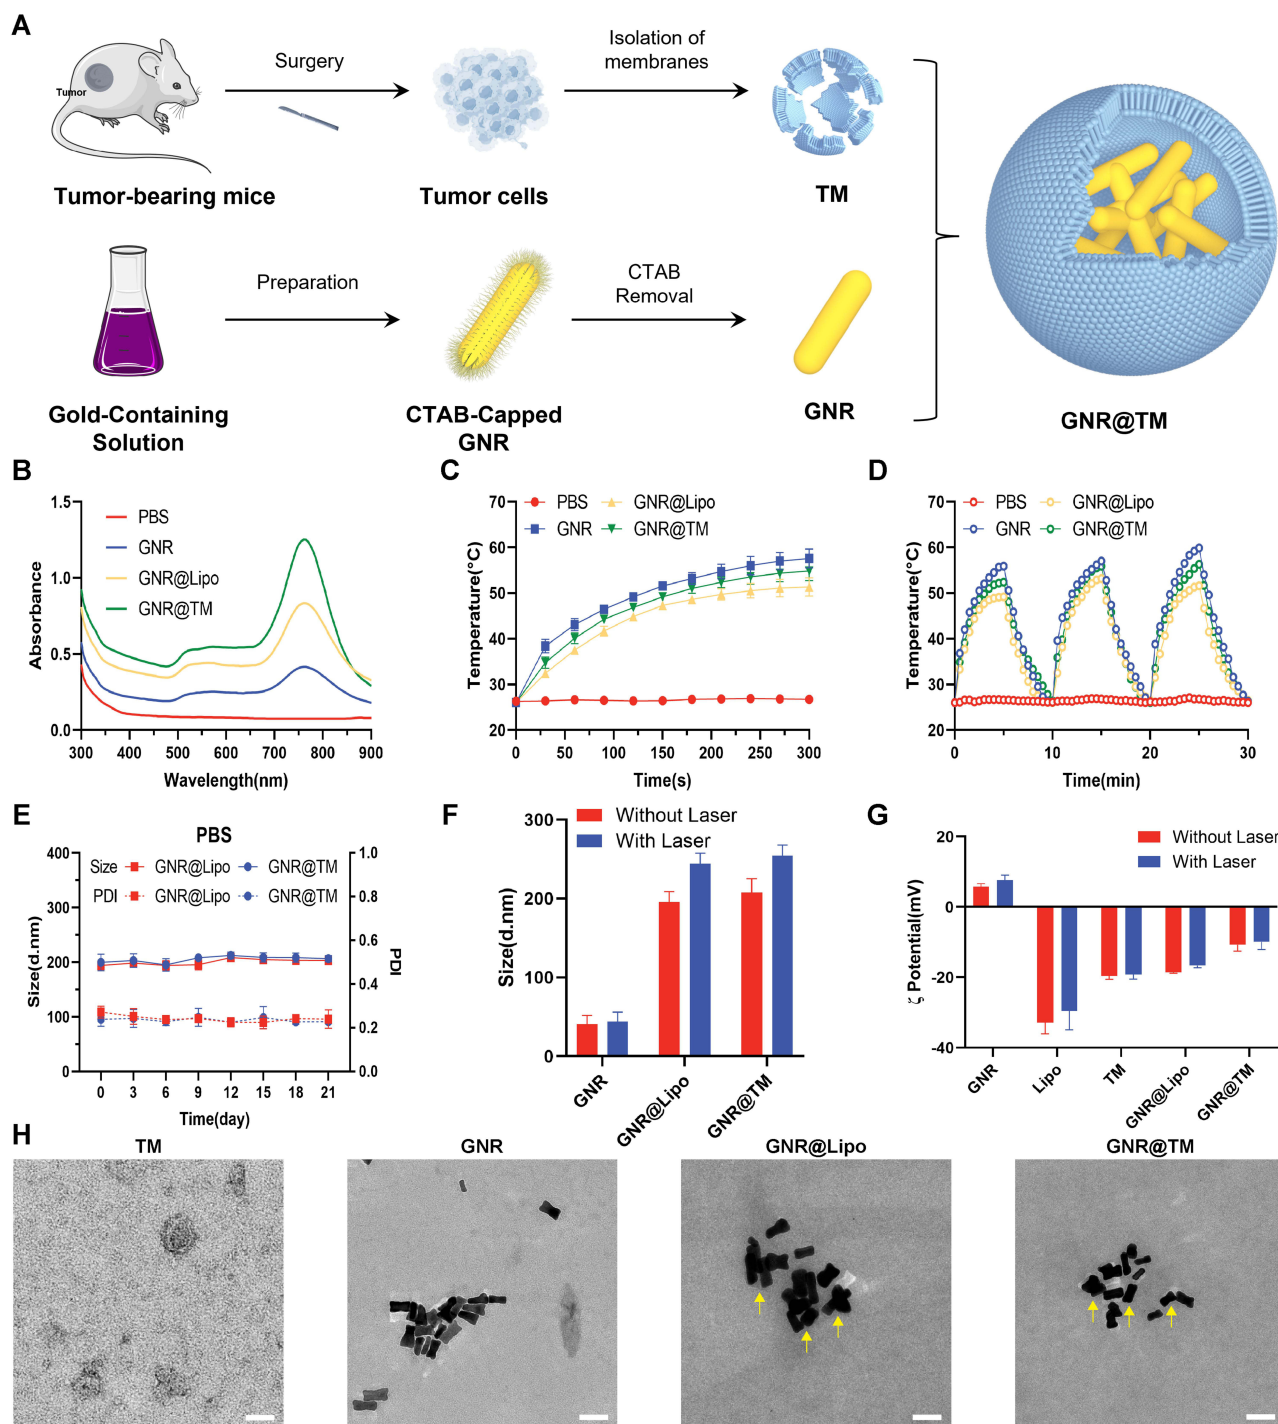 A
Surgery
Isolation of
membranes
Tumor
Tumor-bearing mice
Tumor cells
TM
Preparation
CTAB
Removal
Gold-Containing
Solution
CTAB-Capped
GNR
GNR
GNR@TM
B
1.5
1.0
0.5
0.0
Absorbance
PBS
GNR
GNR@Lipo
GNR@TM
300
400
500
600
700
800
900
Wavelength(nm)
C
PBS
GNR@Lipo
GNR
GNR@TM
70
60
50
40
30
20
Temperature(°C)
0
50
100
150
200
250
300
Time(s)
D
PBS
GNR@Lipo
GNR
GNR@TM
70
60
50
40
30
20
Temperature(°C)
0
10
20
30
Time(min)
E
PBS
Size
GNR@Lipo
GNR@TM
PDI
GNR@Lipo
GNR@TM
400
300
200
100
0
Size(d.nm)
1.0
0.8
0.6
0.4
0.2
0.0
PDI
0
3
6
9
12
15
18
21
Time(day)
F
Without Laser
With Laser
300
200
100
0
Size(d.nm)
GNR
GNR@Lipo
GNR@TM
G
Without Laser
With Laser
20
0
-20
-40
ζ Potential(mV)
GNR
Lipo
TM
GNR@Lipo
GNR@TM
H
TM
GNR
GNR@Lipo
GNR@TM